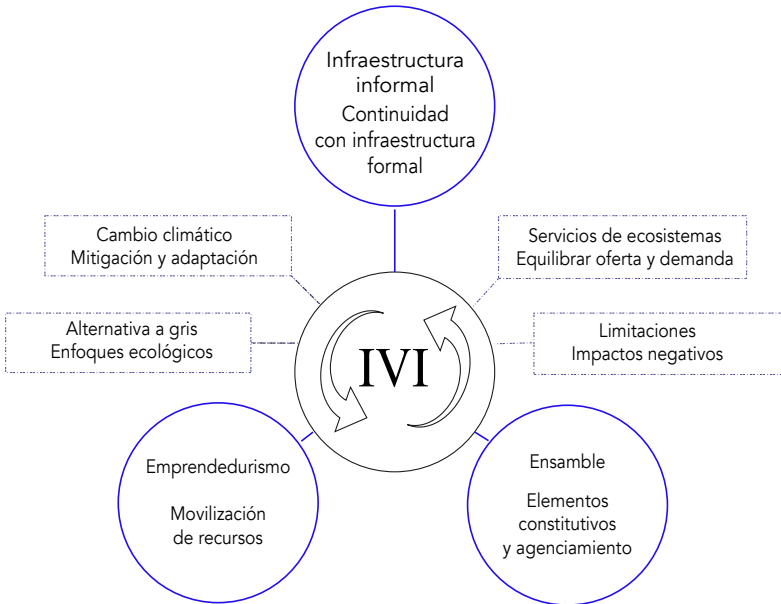 Infraestructura
informal
Continuidad
con infraestructura
formal
Cambio climático
Mitigación y adaptación
Servicios de ecosistemas
Equilibrar oferta y demanda
Alternativa a gris
Enfoques ecológicos
IVI
Limitaciones
Impactos negativos
Emprendedurismo
Movilización
de recursos
Ensamble
Elementos
constitutivos
y agenciamiento